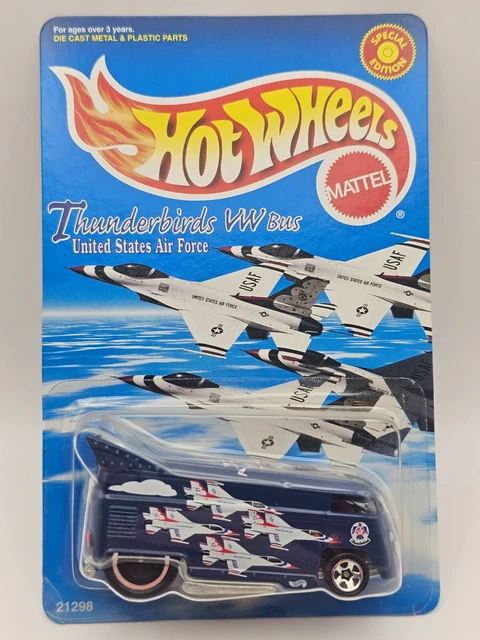 For ages over 3 years.
DIE CAST METAL & PLASTIC PARTS
SPECIAL EDITION
HOT WHEELS
MATTEL
®
Thunderbirds VW Bus
United States Air Force
USAF
UNITED STATES AIR FORCE
USAF
UNITED STATES AIR FORCE
21298